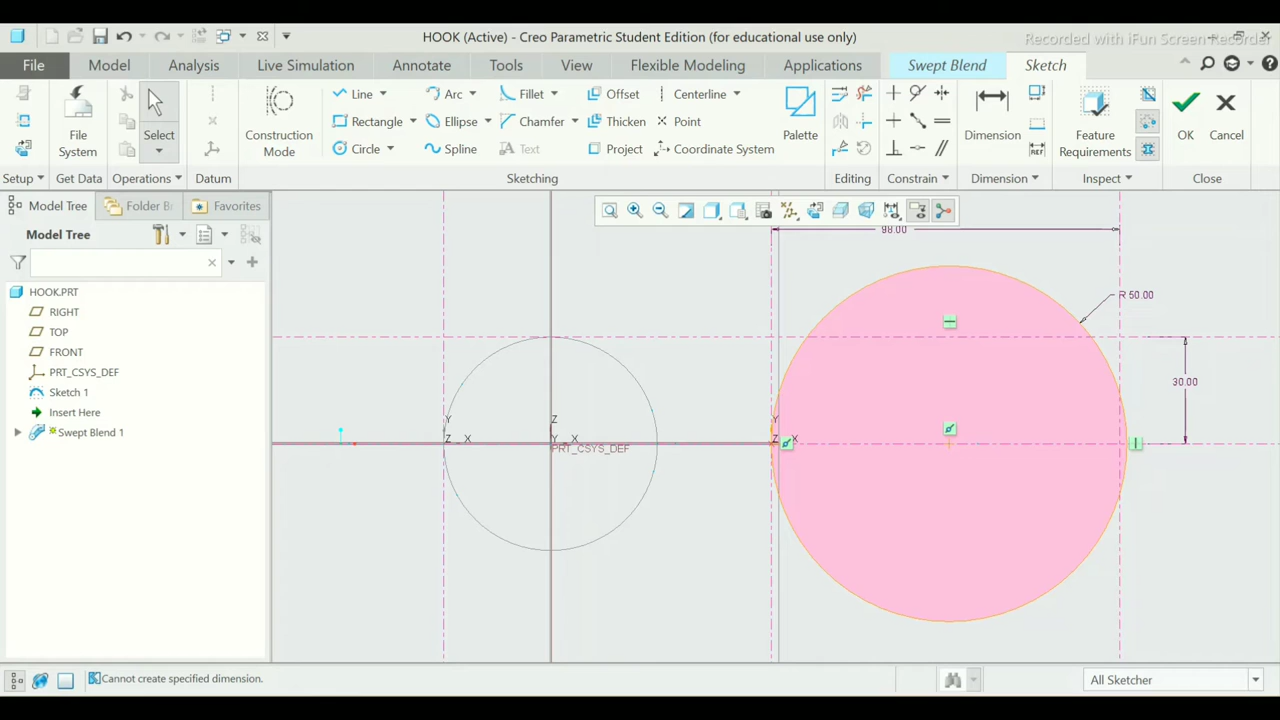 HOOK (Active) - Creo Parametric Student Edition (for educational use only)
Recorded with iFun Screen Recorder
File Model Analysis Live Simulation Annotate Tools View Flexible Modeling Applications Swept Blend Sketch
File System
Select
Construction Mode
Line Arc Fillet Offset Centerline
Rectangle Ellipse Chamfer Thicken Point
Circle Spline Text Project Coordinate System
Palette
Dimension
REF
Feature Requirements
OK Cancel
Setup Get Data Operations Datum Sketching Editing Constrain Dimension Inspect Close
Model Tree Folder Br Favorites
Model Tree
HOOK.PRT
RIGHT
TOP
FRONT
PRT_CSYS_DEF
Sketch 1
Insert Here
Swept Blend 1
98.00
R 50.00
30.00
Y Z X
Z Y X
PRT_CSYS_DEF
Y Z X
Cannot create specified dimension.
All Sketcher